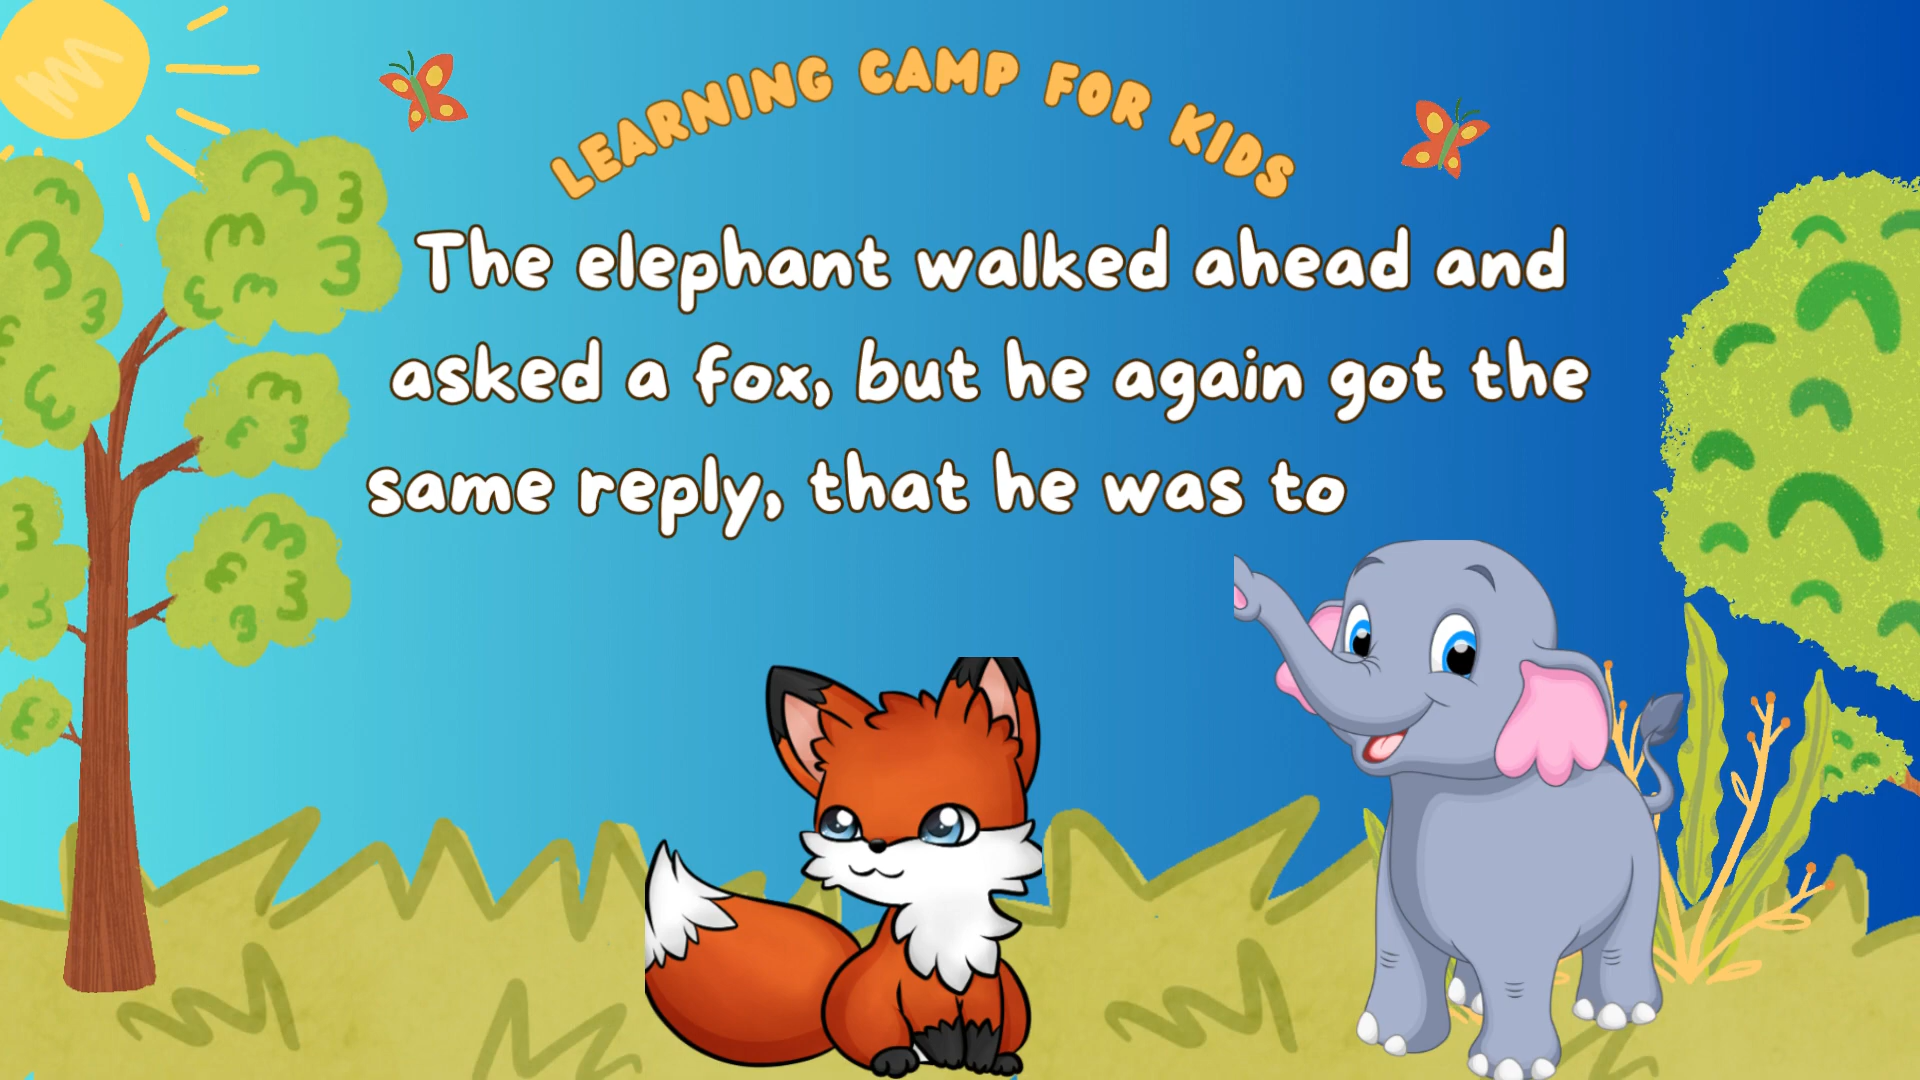 LEARNING CAMP FOR KIDS
The elephant walked ahead and
asked a fox, but he again got the
same reply, that he was to